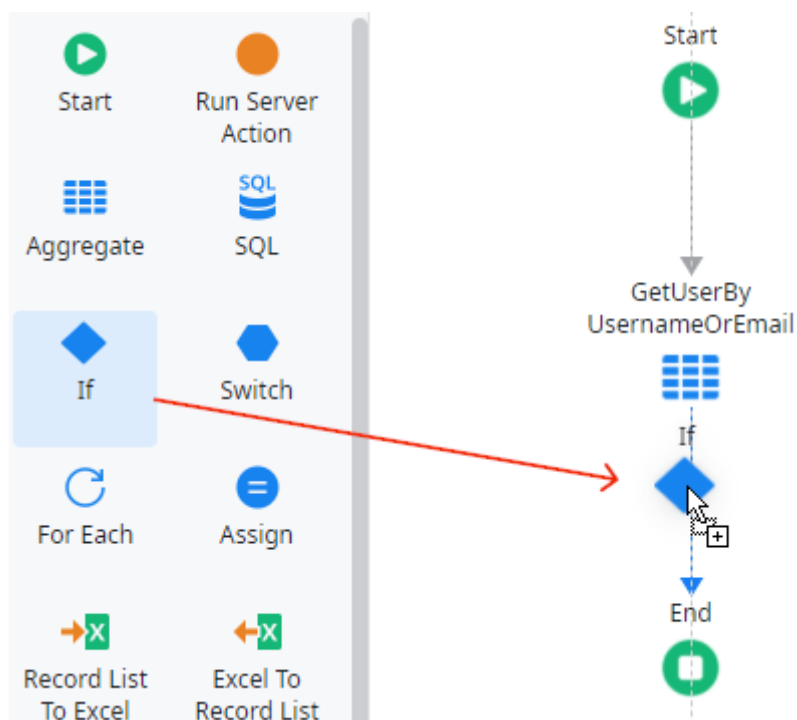 Start
Run Server
Action
Aggregate
SQL
SQL
If
Switch
For Each
Assign
X
Record List
To Excel
X
Excel To
Record List
Start
GetUserBy
UsernameOrEmail
If
End